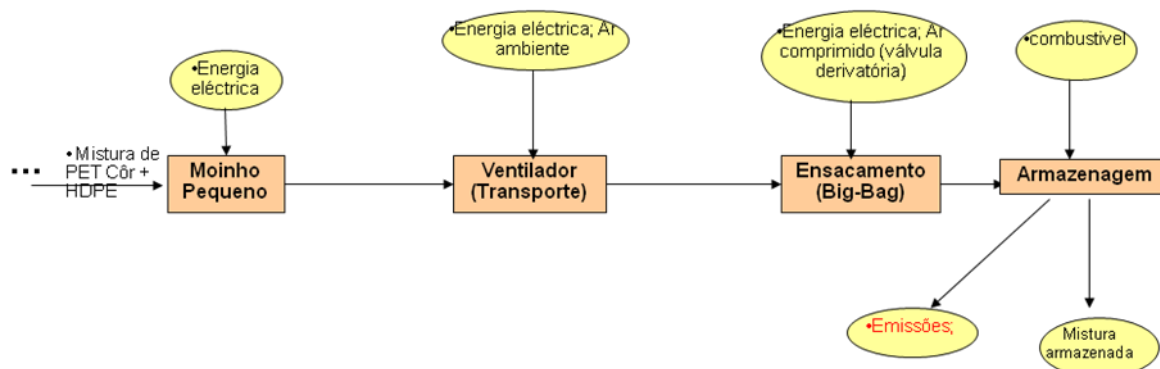 •Energia
eléctrica
•Energia eléctrica; Ar
ambiente
•Energia eléctrica; Ar
comprimido (válvula
derivatória)
•combustivel
...
•Mistura de
PET Côr +
HDPE
Moinho
Pequeno
Ventilador
(Transporte)
Ensacamento
(Big-Bag)
Armazenagem
•Emissões;
Mistura
armazenada